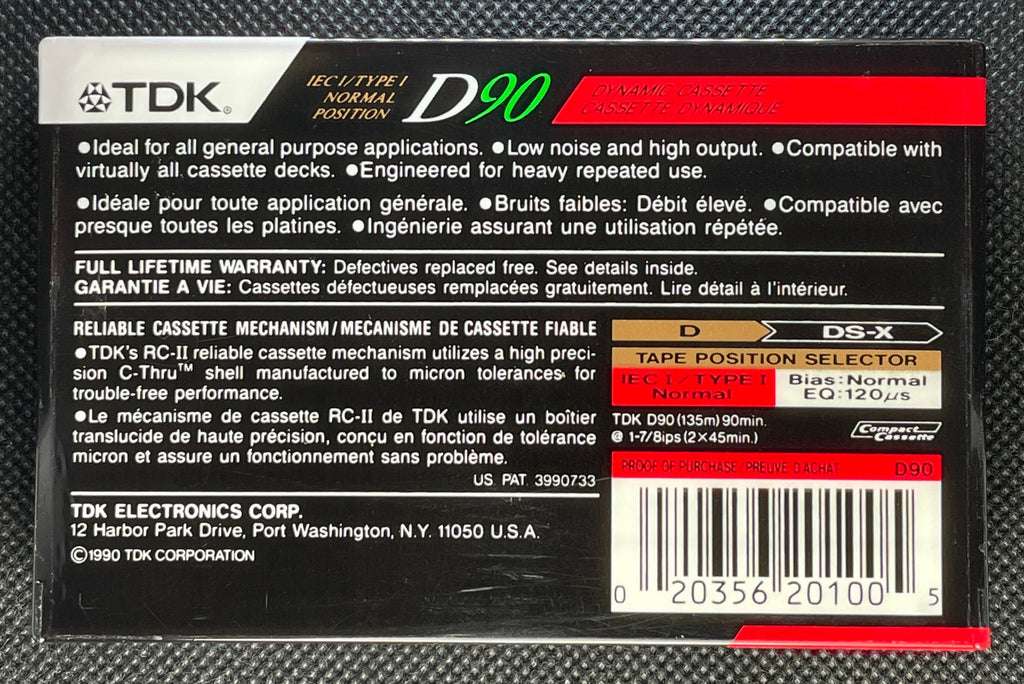 TDK®
IEC I/TYPE I
NORMAL
POSITION
D90
DYNAMIC CASSETTE
CASSETTE DYNAMIQUE
●Ideal for all general purpose applications. ●Low noise and high output. ●Compatible with
virtually all cassette decks. ●Engineered for heavy repeated use.
●Idéale pour toute application générale. ●Bruits faibles: Débit élevé. ●Compatible avec
presque toutes les platines. ●Ingénierie assurant une utilisation répétée.
FULL LIFETIME WARRANTY: Defectives replaced free. See details inside.
GARANTIE A VIE: Cassettes défectueuses remplacées gratuitement. Lire détail à l'intérieur.
RELIABLE CASSETTE MECHANISM/MECANISME DE CASSETTE FIABLE
●TDK's RC-II reliable cassette mechanism utilizes a high preci-
sion C-Thru™ shell manufactured to micron tolerances for
trouble-free performance.
●Le mécanisme de cassette RC-II de TDK utilise un boîtier
translucide de haute précision, conçu en fonction de tolérance
micron et assure un fonctionnement sans problème.
US. PAT. 3990733
TDK ELECTRONICS CORP.
12 Harbor Park Drive, Port Washington, N.Y. 11050 U.S.A.
©1990 TDK CORPORATION
D DS-X
TAPE POSITION SELECTOR
IEC I/TYPE I
Normal
Bias:Normal
EQ:120μs
TDK D90 (135m) 90min.
@ 1-7/8ips (2×45min.)
Compact
Cassette
PROOF OF PURCHASE/PREUVE D'ACHAT D90
0 20356 20100 5